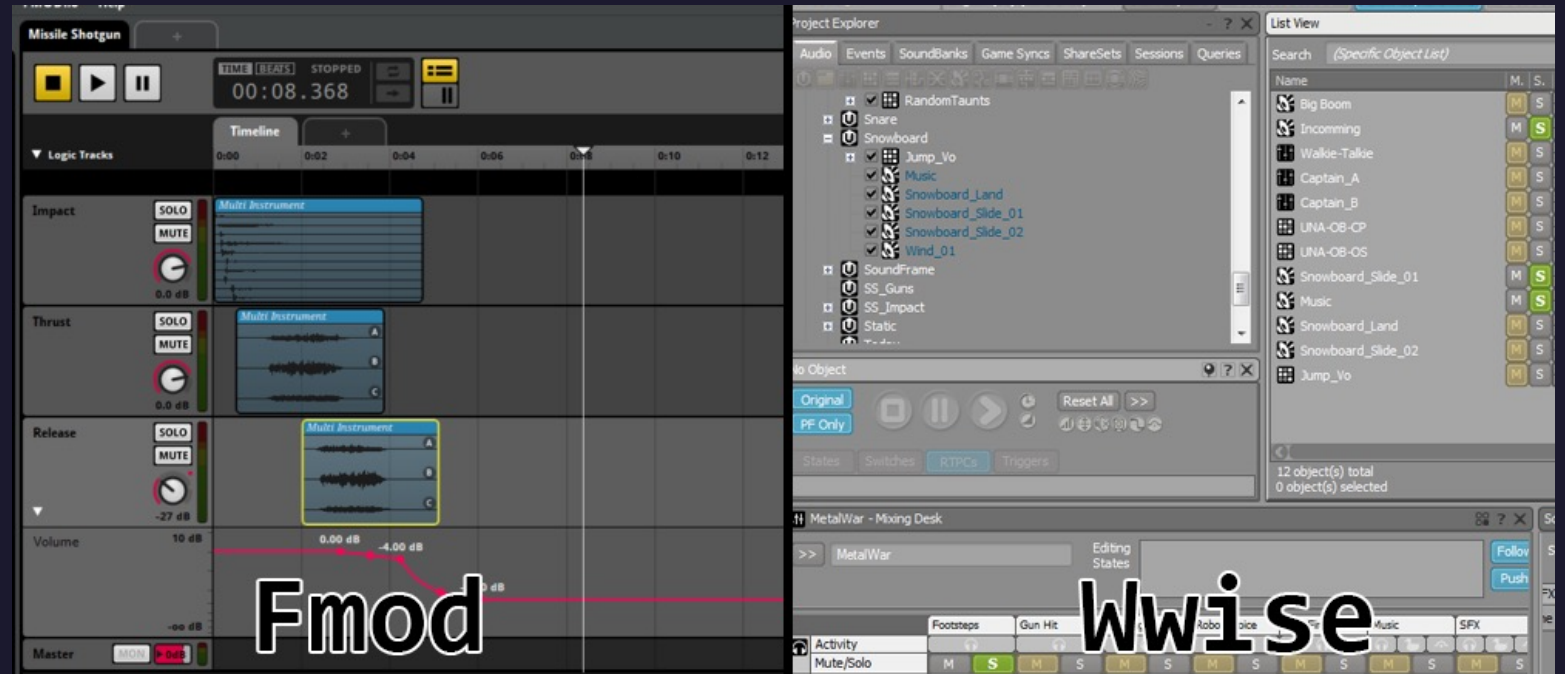 Help
Missile Shotgun
+
TIME BEATS STOPPED
00:08.368
Timeline
+
Logic Tracks
0:00 0:02 0:04 0:06 0:08 0:10 0:12
Impact
SOLO
MUTE
0.0 dB
Multi Instrument
Thrust
SOLO
MUTE
0.0 dB
Multi Instrument
A
B
C
Release
SOLO
MUTE
-27 dB
Multi Instrument
A
B
C
Volume
10 dB
0.00 dB
-4.00 dB
dB
-oo dB
Master
MON
0dB
Fmod
Project Explorer
- ? X
Audio Events SoundBanks Game Syncs ShareSets Sessions Queries
RandomTaunts
Snare
Snowboard
Jump_Vo
Music
Snowboard_Land
Snowboard_Slide_01
Snowboard_Slide_02
Wind_01
SoundFrame
SS_Guns
SS_Impact
Static
No Object
? X
Original
PF Only
Reset All >>
States Switches RTPCs Triggers
List View
Search (Specific Object List)
Name M. S.
Big Boom M S
Incomming M S
Walkie-Talkie M S
Captain_A M S
Captain_B M S
UNA-OB-CP M S
UNA-OB-OS M S
Snowboard_Slide_01 M S
Music M S
Snowboard_Land M S
Snowboard_Slide_02 M S
Jump_Vo M S
12 object(s) total
0 object(s) selected
MetalWar - Mixing Desk
? X
>> MetalWar
Editing
States
Follow
Push
Footsteps Gun Hit Music SFX
Activity
Mute/Solo M S M S M S M S M S M S M S
Wwise